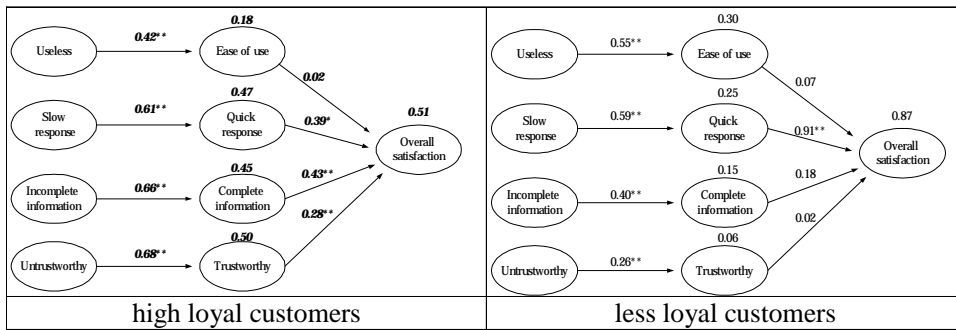 0.18
Useless
0.42**
Ease of use
0.02
0.47
Slow
response
0.61**
Quick
response
0.39*
0.51
Overall
satisfaction
0.45
Incomplete
information
0.66**
Complete
information
0.43**
0.28**
0.50
Untrustworthy
0.68**
Trustworthy
high loyal customers
0.30
Useless
0.55**
Ease of use
0.07
0.25
Slow
response
0.59**
Quick
response
0.91**
0.87
Overall
satisfaction
0.15
Incomplete
information
0.40**
Complete
information
0.18
0.02
0.06
Untrustworthy
0.26**
Trustworthy
less loyal customers